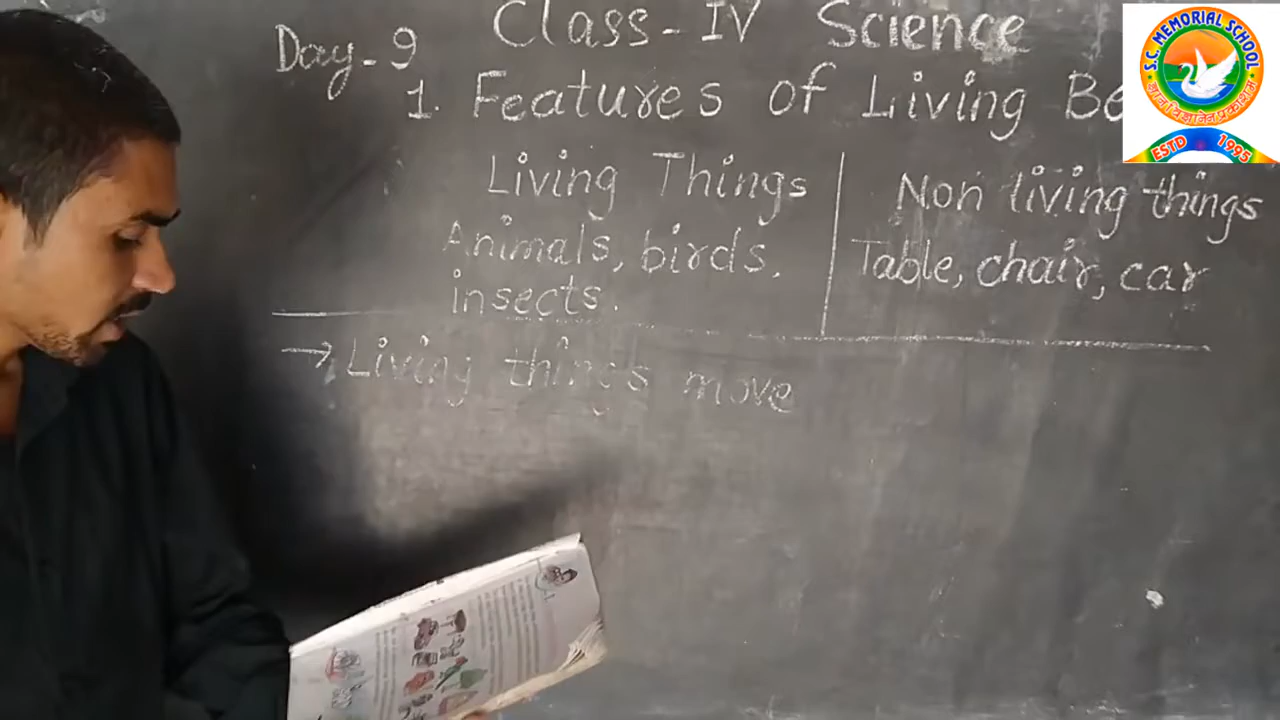 Day-9
Class-IV Science
1. Features of Living Be
Living Things
Non living things
Animals, birds,
insects.
Table, chair, car
→ Living things move
S.C. MEMORIAL SCHOOL
ESTD 1995